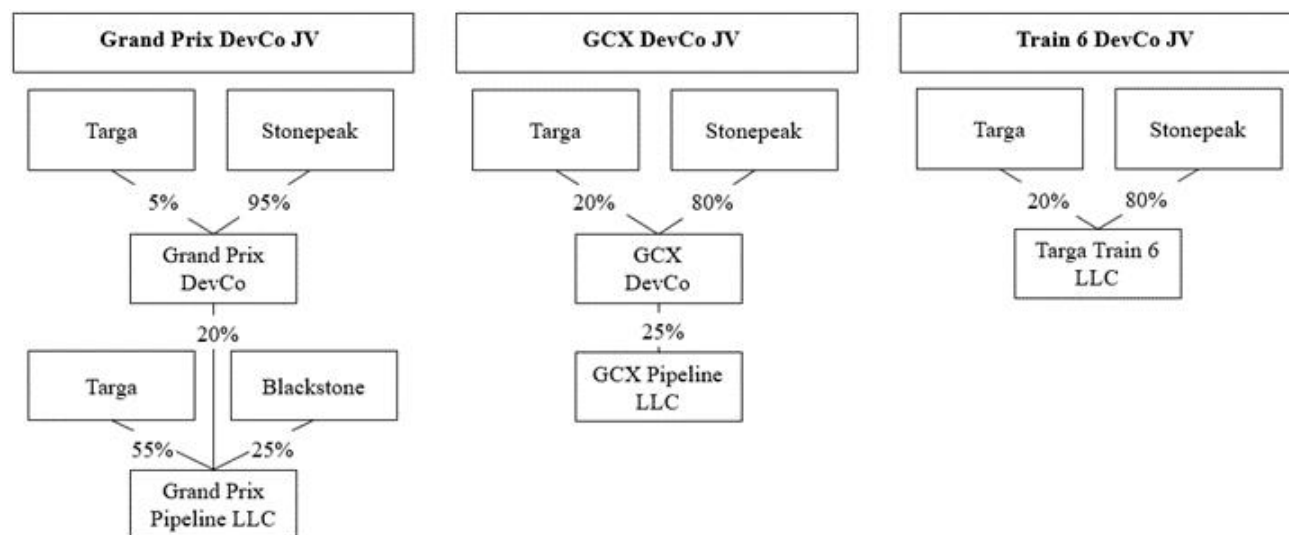 Grand Prix DevCo JV
Targa
Stonepeak
5%
95%
Grand Prix
DevCo
20%
Targa
Blackstone
55%
25%
Grand Prix
Pipeline LLC
GCX DevCo JV
Targa
Stonepeak
20%
80%
GCX
DevCo
25%
GCX Pipeline
LLC
Train 6 DevCo JV
Targa
Stonepeak
20%
80%
Targa Train 6
LLC